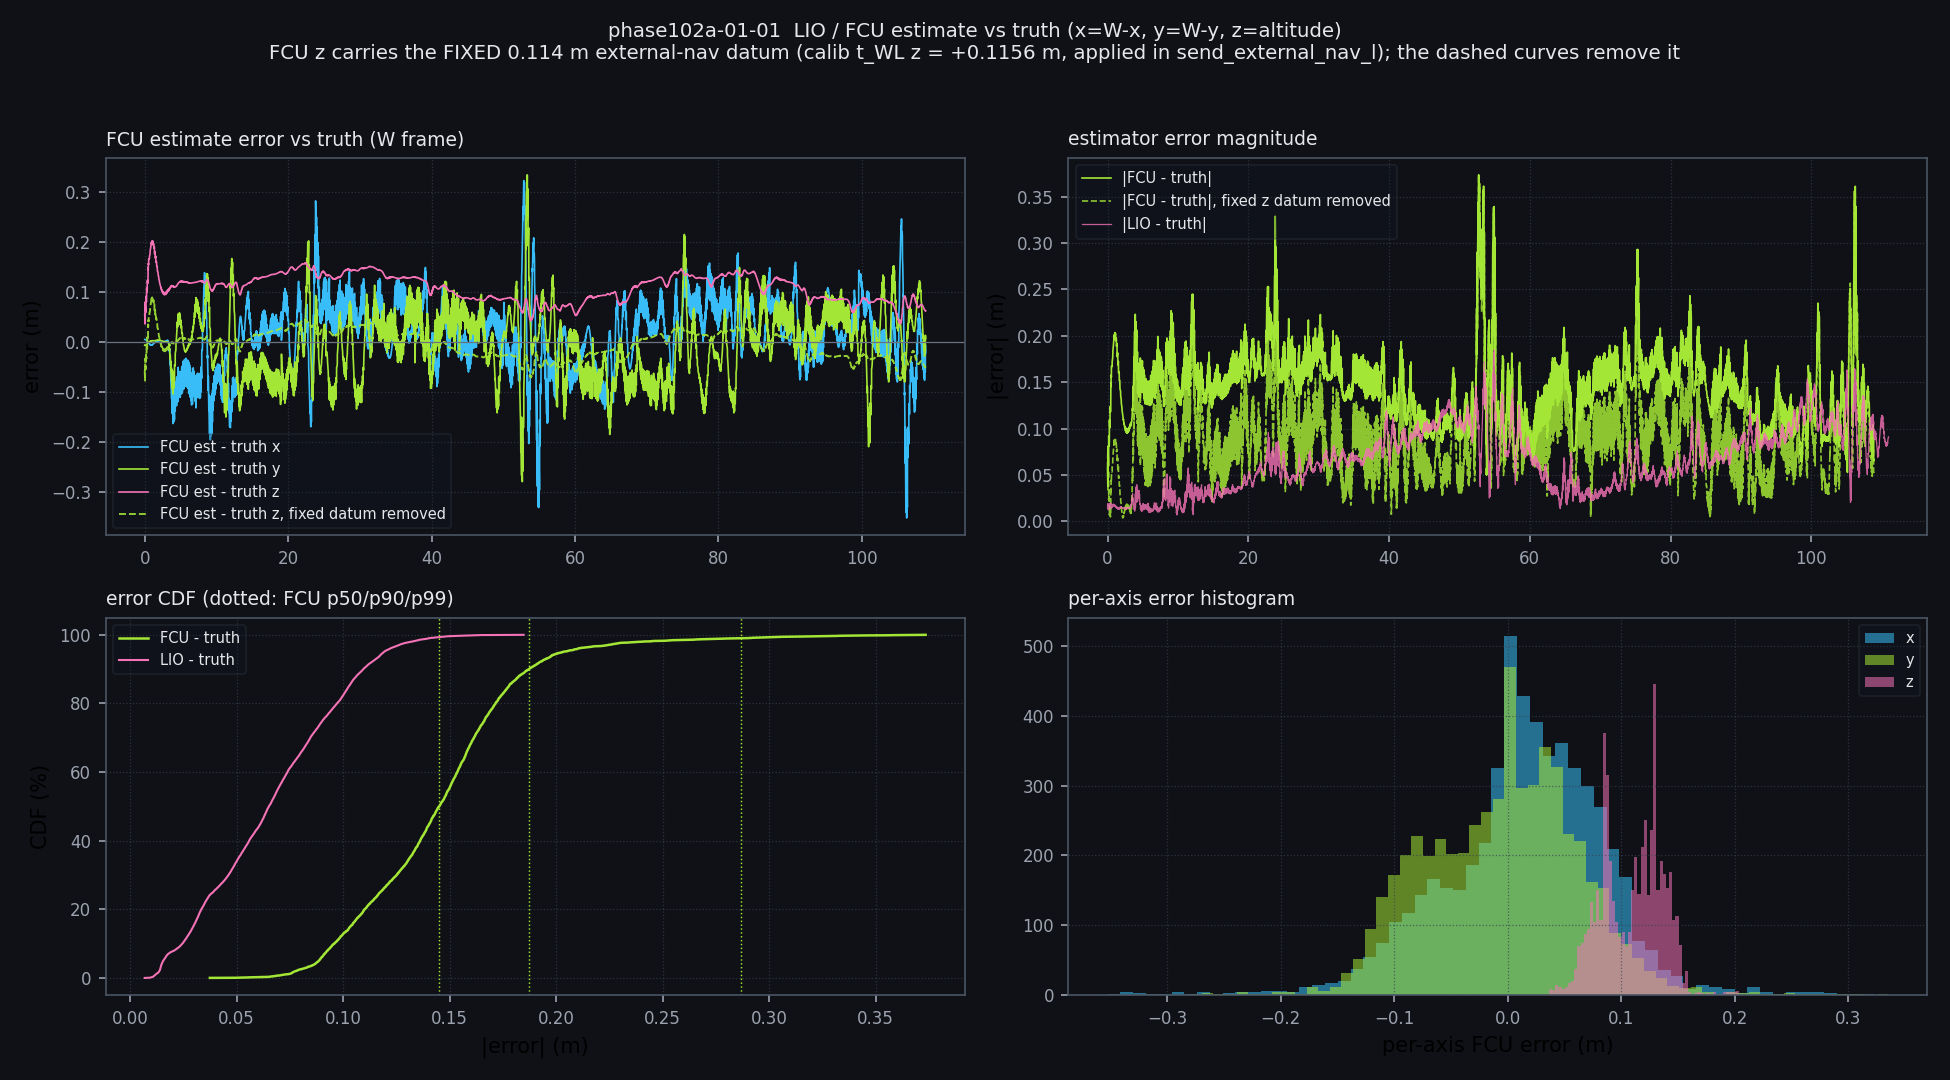 phase102a-01-01  LIO / FCU estimate vs truth (x=W-x, y=W-y, z=altitude)
FCU z carries the FIXED 0.114 m external-nav datum (calib t_WL z = +0.1156 m, applied in send_external_nav_l); the dashed curves remove it
FCU estimate error vs truth (W frame)
error (m)
0.3
0.2
0.1
0.0
−0.1
−0.2
−0.3
FCU est - truth x
FCU est - truth y
FCU est - truth z
FCU est - truth z, fixed datum removed
0 20 40 60 80 100
estimator error magnitude
|error| (m)
0.35
0.30
0.25
0.20
0.15
0.10
0.05
0.00
|FCU - truth|
|FCU - truth|, fixed z datum removed
|LIO - truth|
0 20 40 60 80 100
error CDF (dotted: FCU p50/p90/p99)
CDF (%)
100
80
60
40
20
0
FCU - truth
LIO - truth
0.00 0.05 0.10 0.15 0.20 0.25 0.30 0.35
|error| (m)
per-axis error histogram
500
400
300
200
100
0
x
y
z
−0.3 −0.2 −0.1 0.0 0.1 0.2 0.3
per-axis FCU error (m)